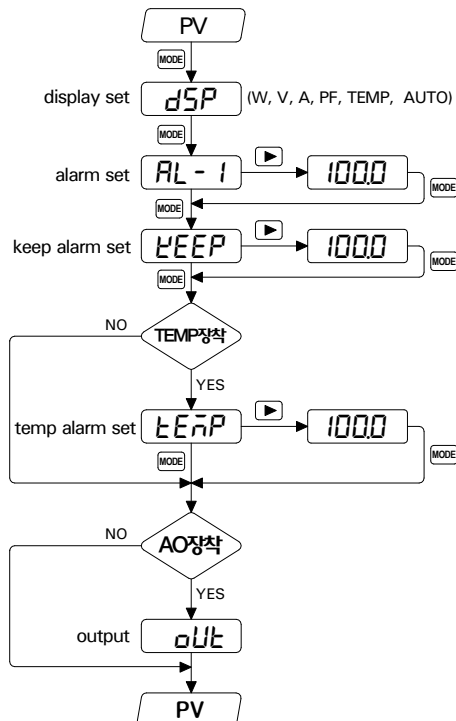 PV
MODE
display set dSP (W, V, A, PF, TEMP, AUTO)
MODE
alarm set AL - 1 100.0
MODE
MODE
keep alarm set KEEP 100.0
MODE
MODE
NO TEMP장착
YES
temp alarm set tEmP 100.0
MODE
MODE
NO AO장착
YES
output oUt
PV